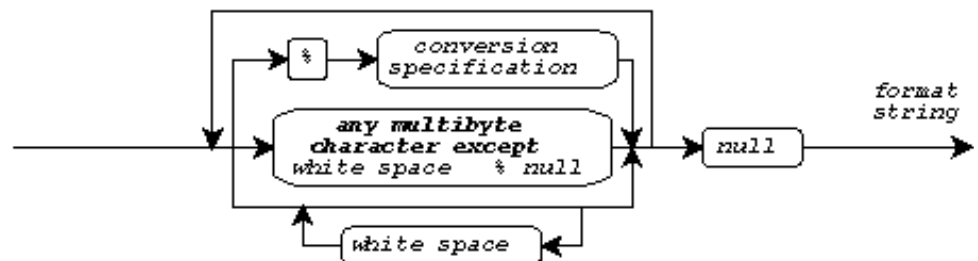 % conversion
specification
format
string
any multibyte
character except
white space % null
null
white space